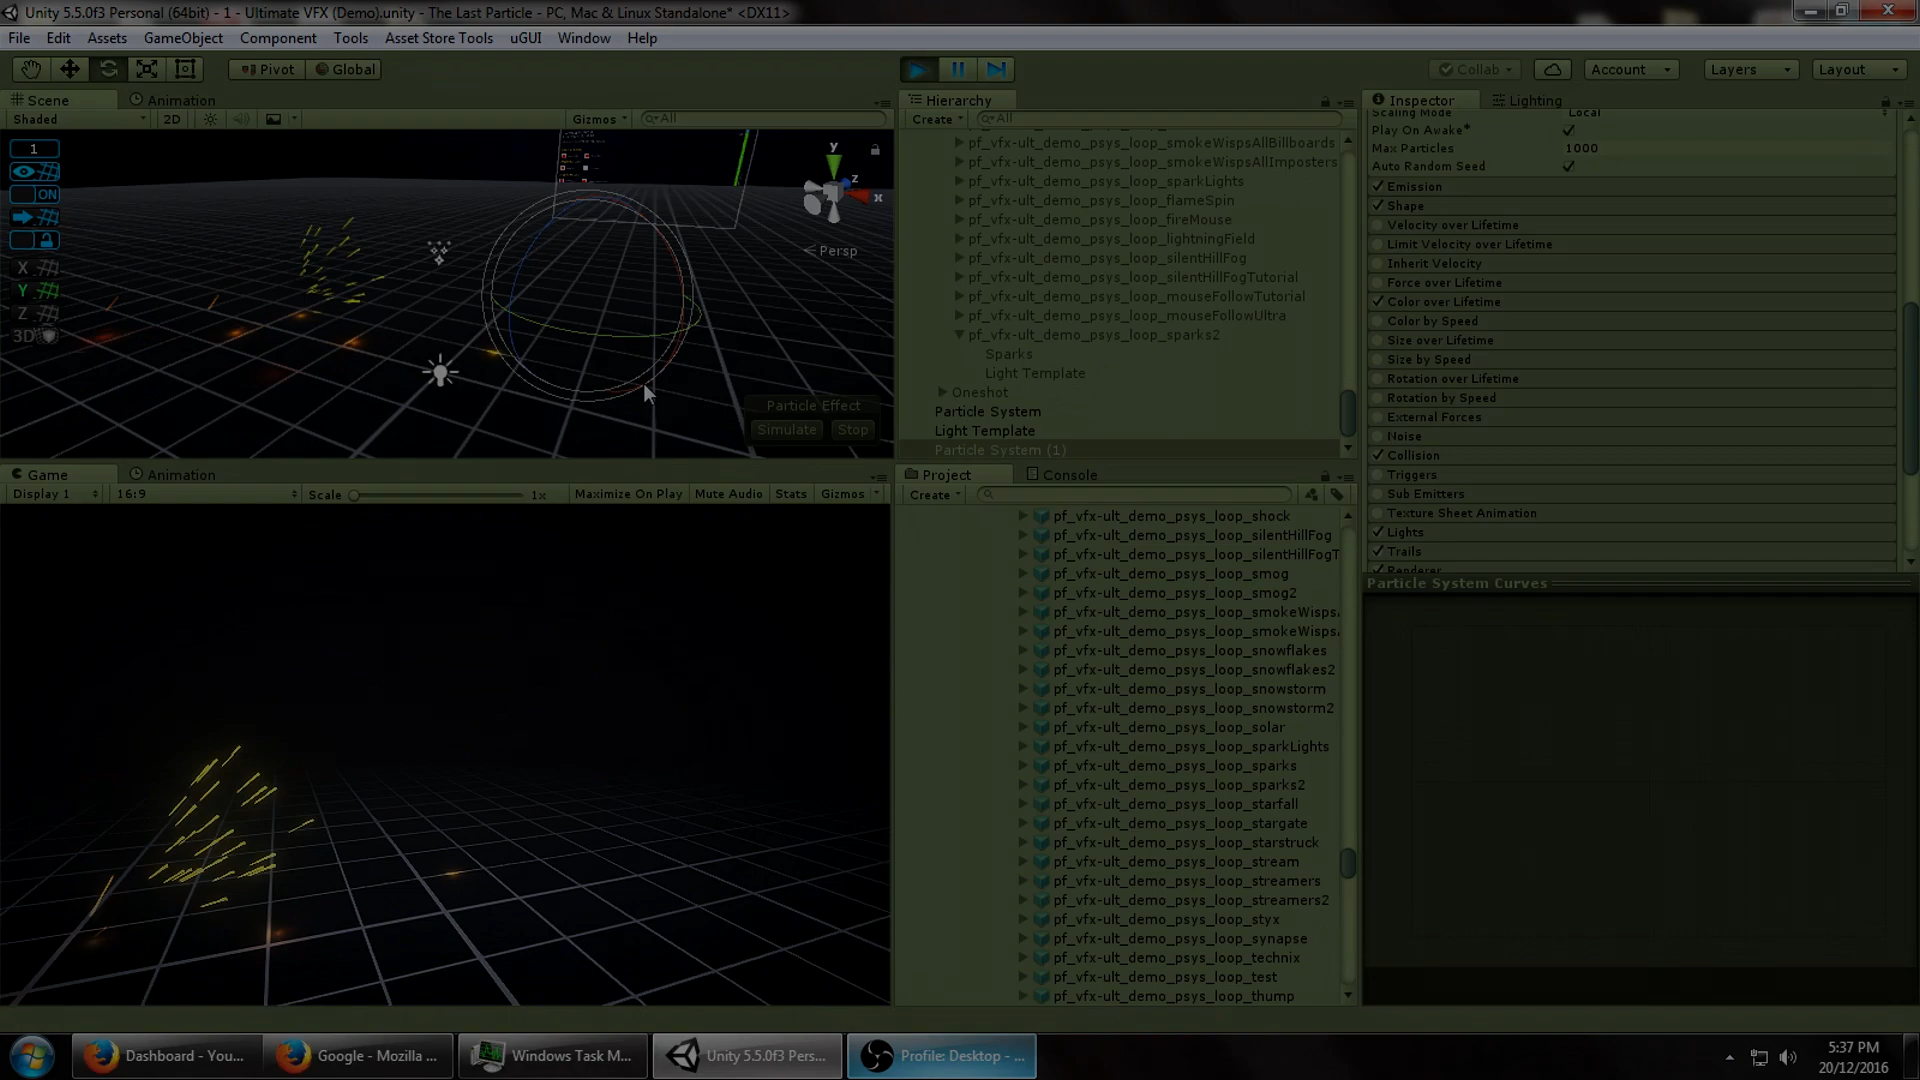 Unity 5.5.0f3 Personal (64bit) - 1 - Ultimate VFX (Demo).unity - The Last Particle - PC, Mac & Linux Standalone* <DX11>
File Edit Assets GameObject Component Tools Asset Store Tools uGUI Window Help
Pivot Global
Collab Account Layers Layout
Scene Animation
Shaded 2D Gizmos All
1
ON
X
Y
Z
3D
y
z
x
Persp
Particle Effect
Simulate Stop
Hierarchy
Create All
pf_vfx-ult_demo_psys_loop_smokeWispsAllBillboards
pf_vfx-ult_demo_psys_loop_smokeWispsAllImposters
pf_vfx-ult_demo_psys_loop_sparkLights
pf_vfx-ult_demo_psys_loop_flameSpin
pf_vfx-ult_demo_psys_loop_fireMouse
pf_vfx-ult_demo_psys_loop_lightningField
pf_vfx-ult_demo_psys_loop_silentHillFog
pf_vfx-ult_demo_psys_loop_silentHillFogTutorial
pf_vfx-ult_demo_psys_loop_mouseFollowTutorial
pf_vfx-ult_demo_psys_loop_mouseFollowUltra
pf_vfx-ult_demo_psys_loop_sparks2
Sparks
Light Template
Oneshot
Particle System
Light Template
Particle System (1)
Inspector Lighting
Scaling Mode Local
Play On Awake*
Max Particles 1000
Auto Random Seed
Emission
Shape
Velocity over Lifetime
Limit Velocity over Lifetime
Inherit Velocity
Force over Lifetime
Color over Lifetime
Color by Speed
Size over Lifetime
Size by Speed
Rotation over Lifetime
Rotation by Speed
External Forces
Noise
Collision
Triggers
Sub Emitters
Texture Sheet Animation
Lights
Trails
Renderer
Particle System Curves
Game Animation
Display 1 16:9 Scale 1x Maximize On Play Mute Audio Stats Gizmos
Project Console
Create
pf_vfx-ult_demo_psys_loop_shock
pf_vfx-ult_demo_psys_loop_silentHillFog
pf_vfx-ult_demo_psys_loop_silentHillFogT
pf_vfx-ult_demo_psys_loop_smog
pf_vfx-ult_demo_psys_loop_smog2
pf_vfx-ult_demo_psys_loop_smokeWisps
pf_vfx-ult_demo_psys_loop_smokeWisps
pf_vfx-ult_demo_psys_loop_snowflakes
pf_vfx-ult_demo_psys_loop_snowflakes2
pf_vfx-ult_demo_psys_loop_snowstorm
pf_vfx-ult_demo_psys_loop_snowstorm2
pf_vfx-ult_demo_psys_loop_solar
pf_vfx-ult_demo_psys_loop_sparkLights
pf_vfx-ult_demo_psys_loop_sparks
pf_vfx-ult_demo_psys_loop_sparks2
pf_vfx-ult_demo_psys_loop_starfall
pf_vfx-ult_demo_psys_loop_stargate
pf_vfx-ult_demo_psys_loop_starstruck
pf_vfx-ult_demo_psys_loop_stream
pf_vfx-ult_demo_psys_loop_streamers
pf_vfx-ult_demo_psys_loop_streamers2
pf_vfx-ult_demo_psys_loop_styx
pf_vfx-ult_demo_psys_loop_synapse
pf_vfx-ult_demo_psys_loop_technix
pf_vfx-ult_demo_psys_loop_test
pf_vfx-ult_demo_psys_loop_thump
Dashboard - You... Google - Mozilla ... Windows Task M... Unity 5.5.0f3 Pers... Profile: Desktop - ...
5:37 PM
20/12/2016